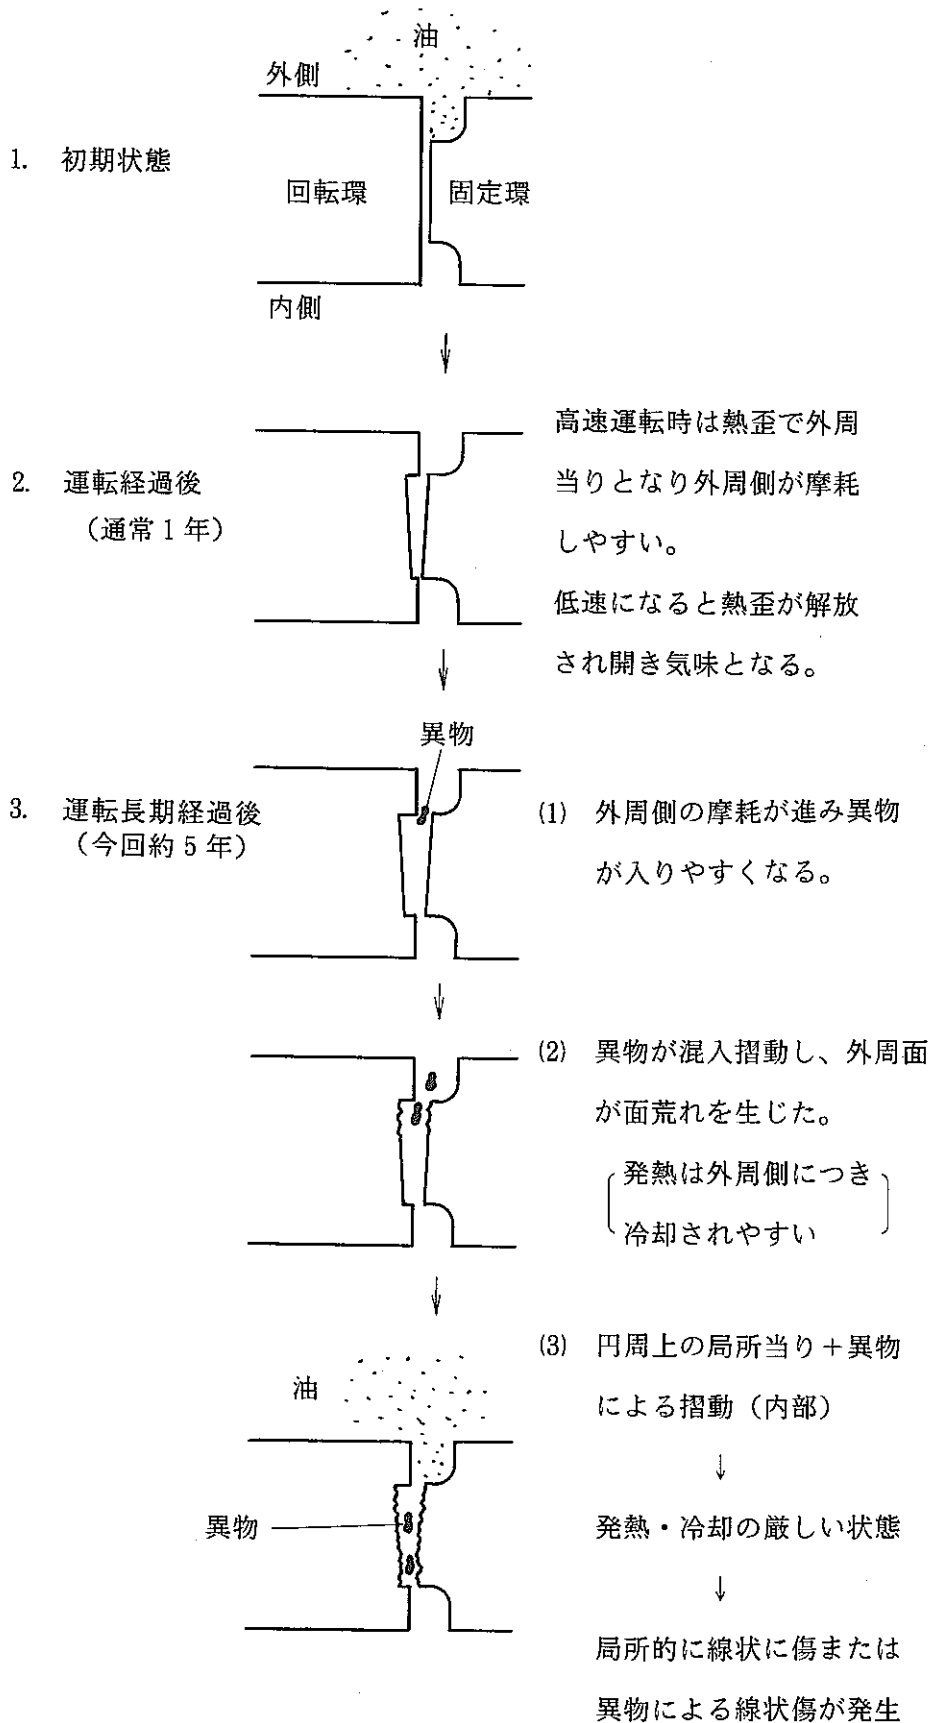 油
外側
1. 初期状態
回転環
固定環
内側
↓
2. 運転経過後
(通常1年)
高速運転時は熱歪で外周
当りとなり外周側が摩耗
しやすい。
低速になると熱歪が解放
され開き気味となる。
↓
異物
3. 運転長期経過後
(今回約5年)
(1) 外周側の摩耗が進み異物
が入りやすくなる。
↓
(2) 異物が混入摺動し、外周面
が面荒れを生じた。
発熱は外周側につき
冷却されやすい
↓
油
異物
(3) 円周上の局所当り+異物
による摺動(内部)
↓
発熱・冷却の厳しい状態
↓
局所的に線状に傷または
異物による線状傷が発生